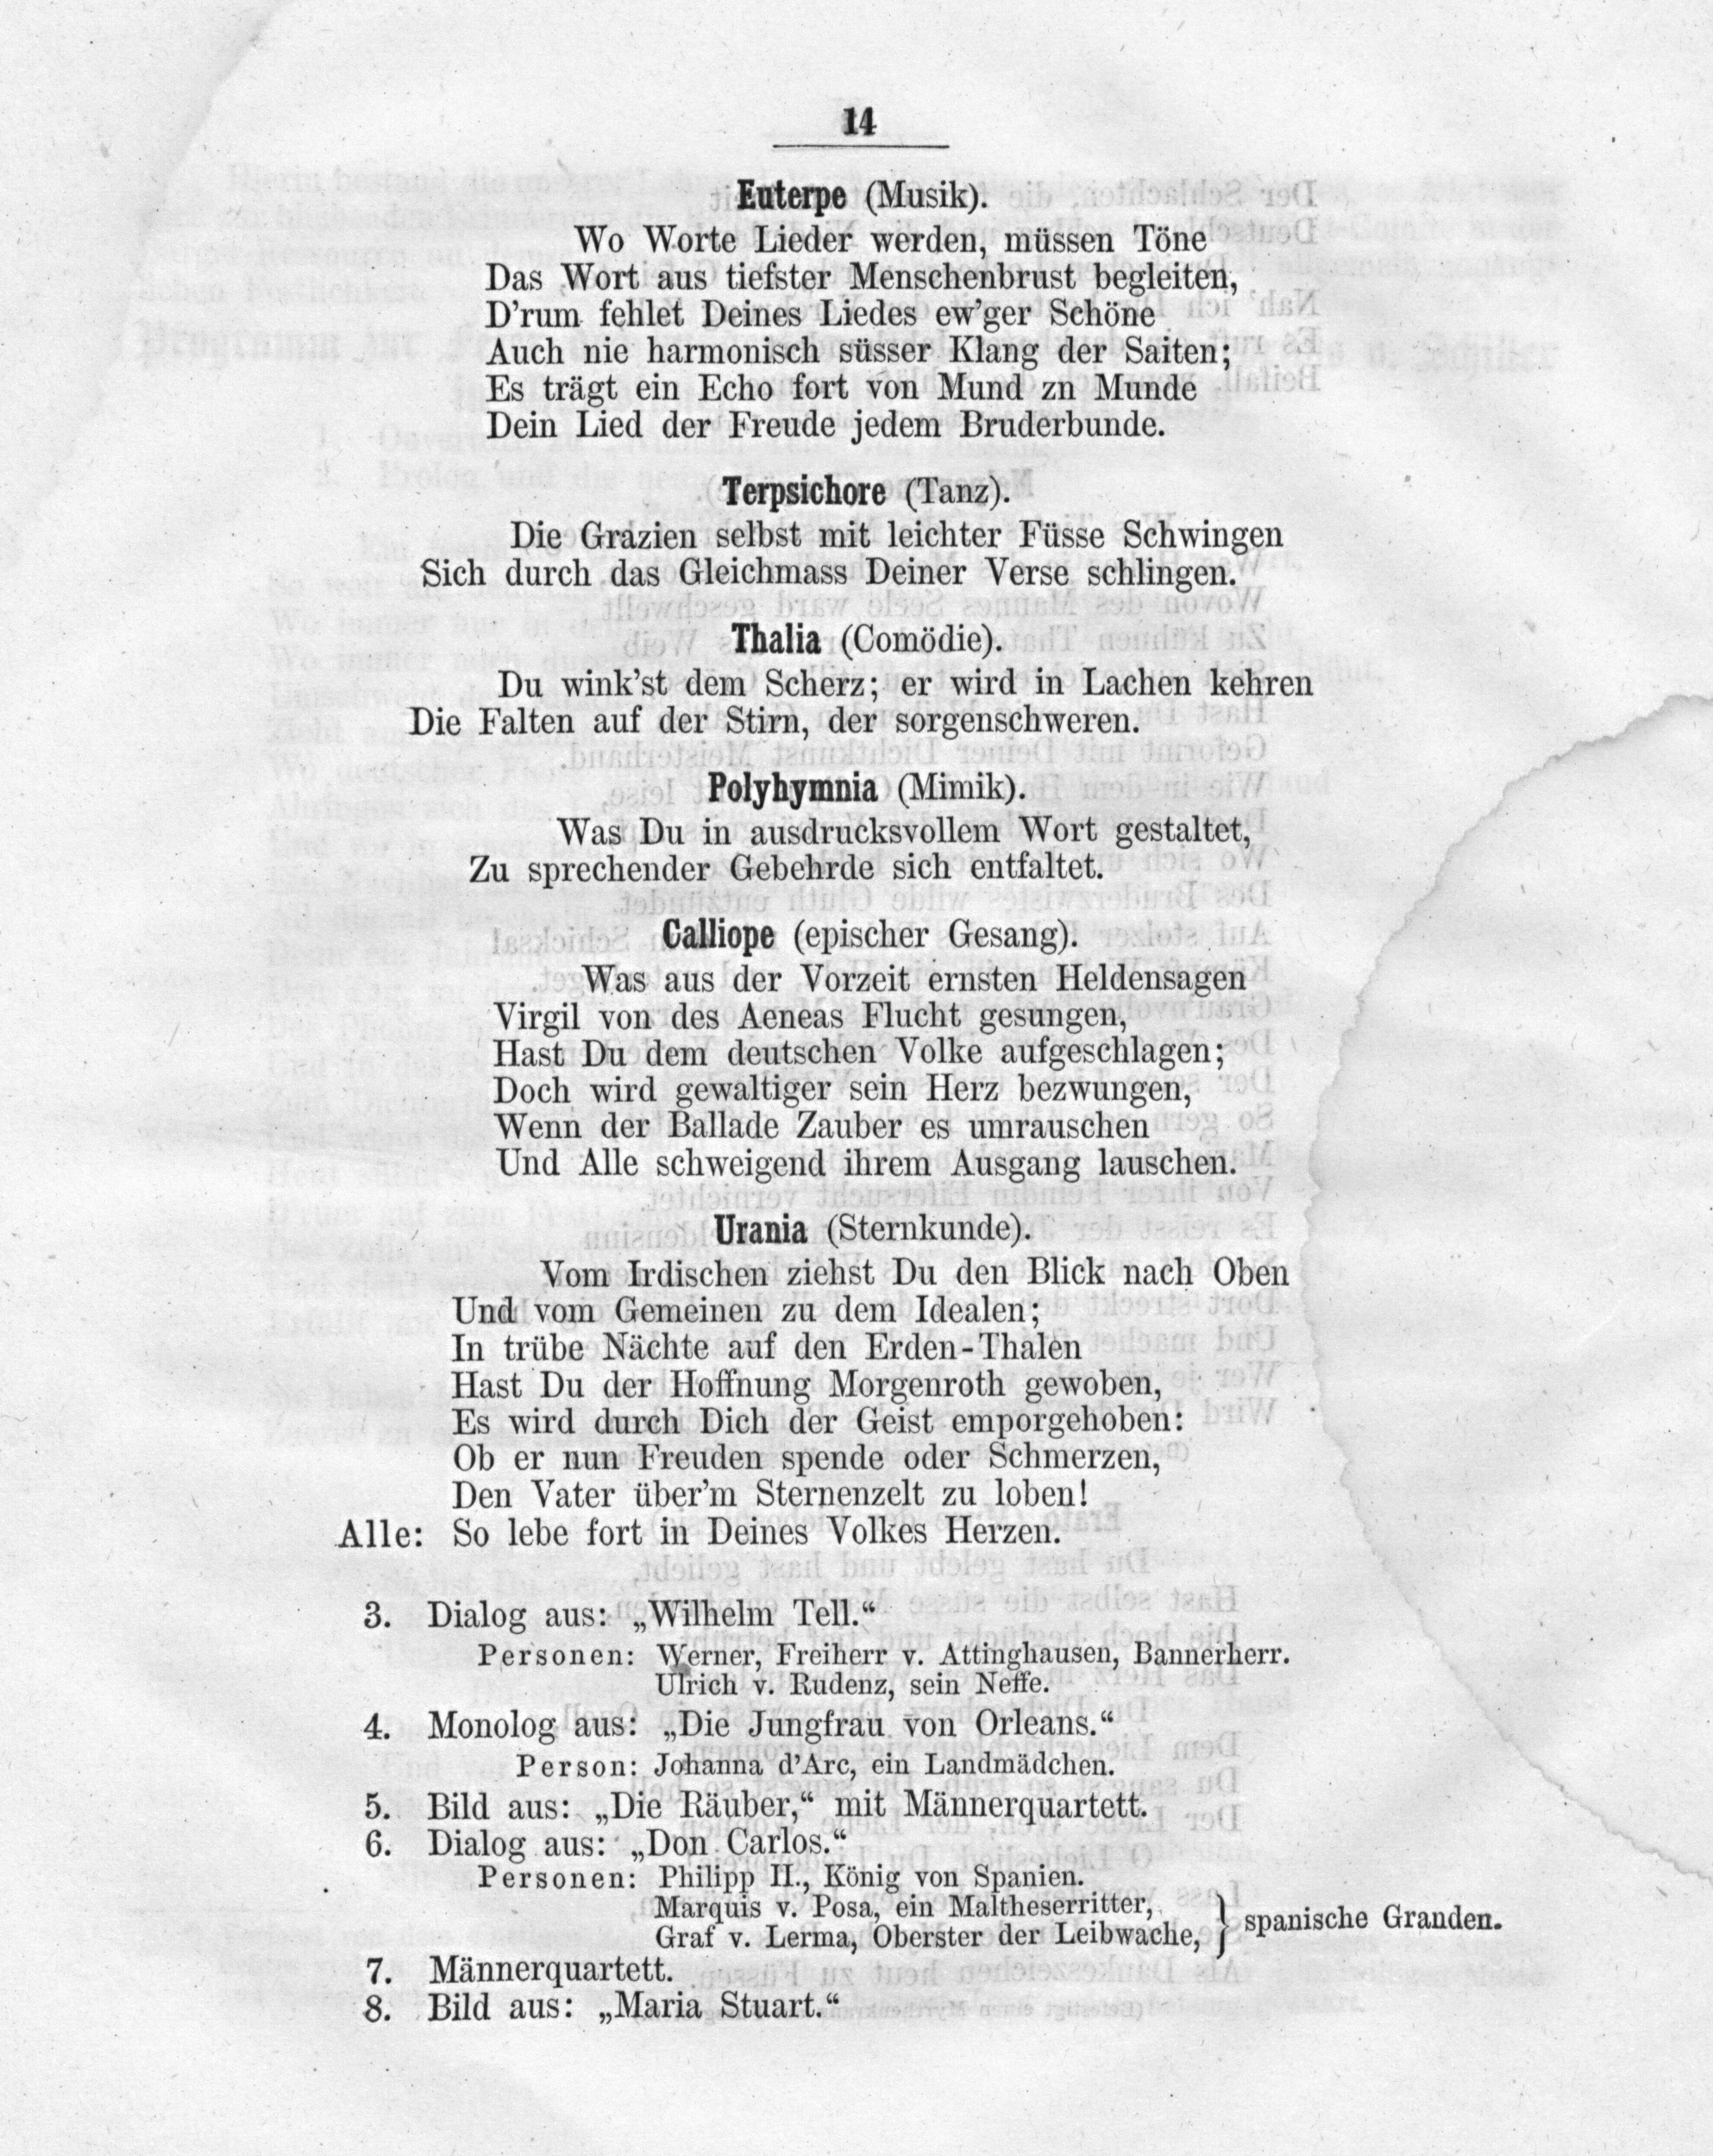 14
Euterpe (Musik).
Wo Worte Lieder werden, müssen Töne
Das Wort aus tiefster Menschenbrust begleiten,
D'rum fehlet Deines Liedes ew'ger Schöne
Auch nie harmonisch süsser Klang der Saiten;
Es trägt ein Echo fort von Mund zn Munde
Dein Lied der Freude jedem Bruderbunde.
Terpsichore (Tanz).
Die Grazien selbst mit leichter Füsse Schwingen
Sich durch das Gleichmass Deiner Verse schlingen.
Thalia (Comödie).
Du wink'st dem Scherz; er wird in Lachen kehren
Die Falten auf der Stirn, der sorgenschweren.
Polyhymnia (Mimik).
Was Du in ausdrucksvollem Wort gestaltet,
Zu sprechender Gebehrde sich entfaltet.
Calliope (epischer Gesang).
Was aus der Vorzeit ernsten Heldensagen
Virgil von des Aeneas Flucht gesungen,
Hast Du dem deutschen Volke aufgeschlagen;
Doch wird gewaltiger sein Herz bezwungen,
Wenn der Ballade Zauber es umrauschen
Und Alle schweigend ihrem Ausgang lauschen.
Urania (Sternkunde).
Vom Irdischen ziehst Du den Blick nach Oben
Und vom Gemeinen zu dem Idealen;
In trübe Nächte auf den Erden-Thalen
Hast Du der Hoffnung Morgenroth gewoben,
Es wird durch Dich der Geist emporgehoben:
Ob er nun Freuden spende oder Schmerzen,
Den Vater über'm Sternenzelt zu loben!
Alle: So lebe fort in Deines Volkes Herzen.
3. Dialog aus: „Wilhelm Tell.“
Personen: Werner, Freiherr v. Attinghausen, Bannerherr.
Ulrich v. Rudenz, sein Neffe.
4. Monolog aus: „Die Jungfrau von Orleans.“
Person: Johanna d'Arc, ein Landmädchen.
5. Bild aus: „Die Räuber,“ mit Männerquartett.
6. Dialog aus: „Don Carlos.“
Personen: Philipp II., König von Spanien.
Marquis v. Posa, ein Maltheserritter,
Graf v. Lerma, Oberster der Leibwache, } spanische Granden.
7. Männerquartett.
8. Bild aus: „Maria Stuart.“